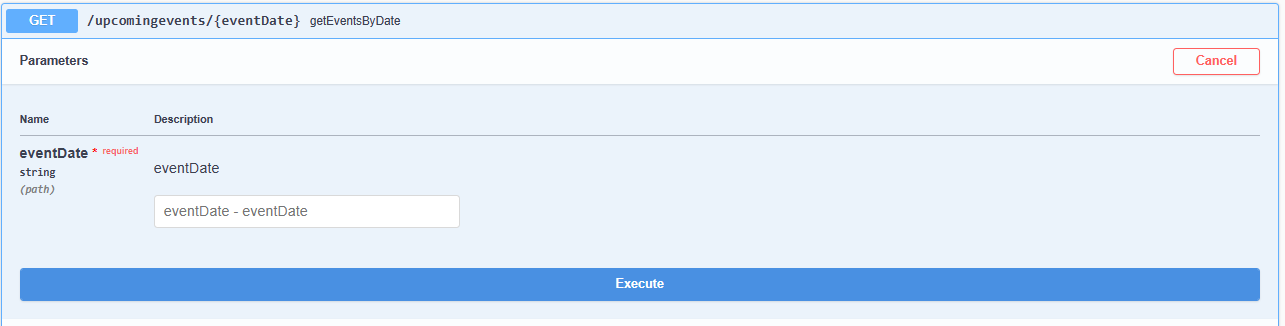 GET /upcomingevents/{eventDate} getEventsByDate
Parameters Cancel
Name Description
eventDate * required
string
(path)
eventDate
eventDate - eventDate
Execute